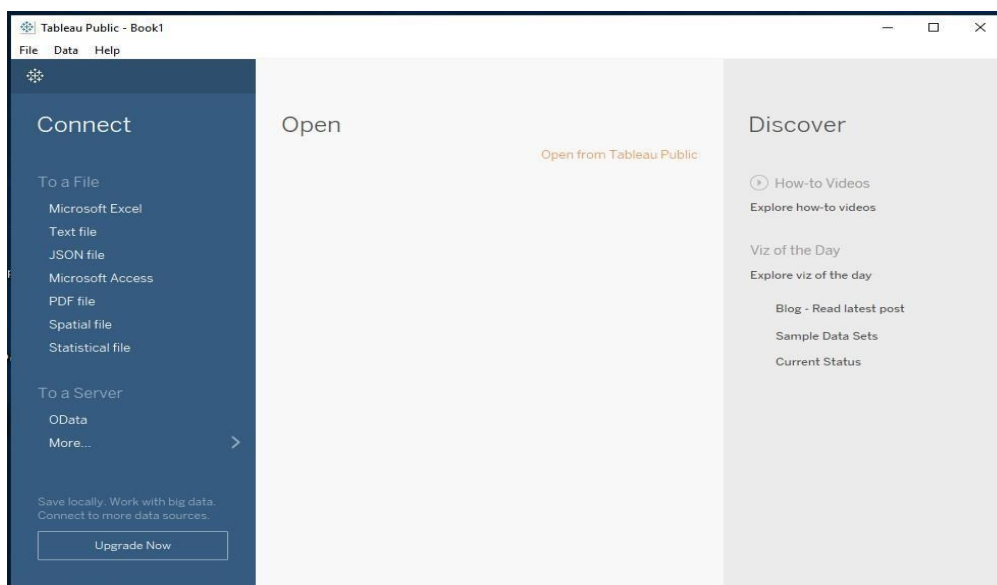 Tableau Public - Book1
File Data Help
Connect
To a File
Microsoft Excel
Text file
JSON file
Microsoft Access
PDF file
Spatial file
Statistical file
To a Server
OData
More...
Save locally. Work with big data.
Connect to more data sources.
Upgrade Now
Open
Open from Tableau Public
Discover
How-to Videos
Explore how-to videos
Viz of the Day
Explore viz of the day
Blog - Read latest post
Sample Data Sets
Current Status